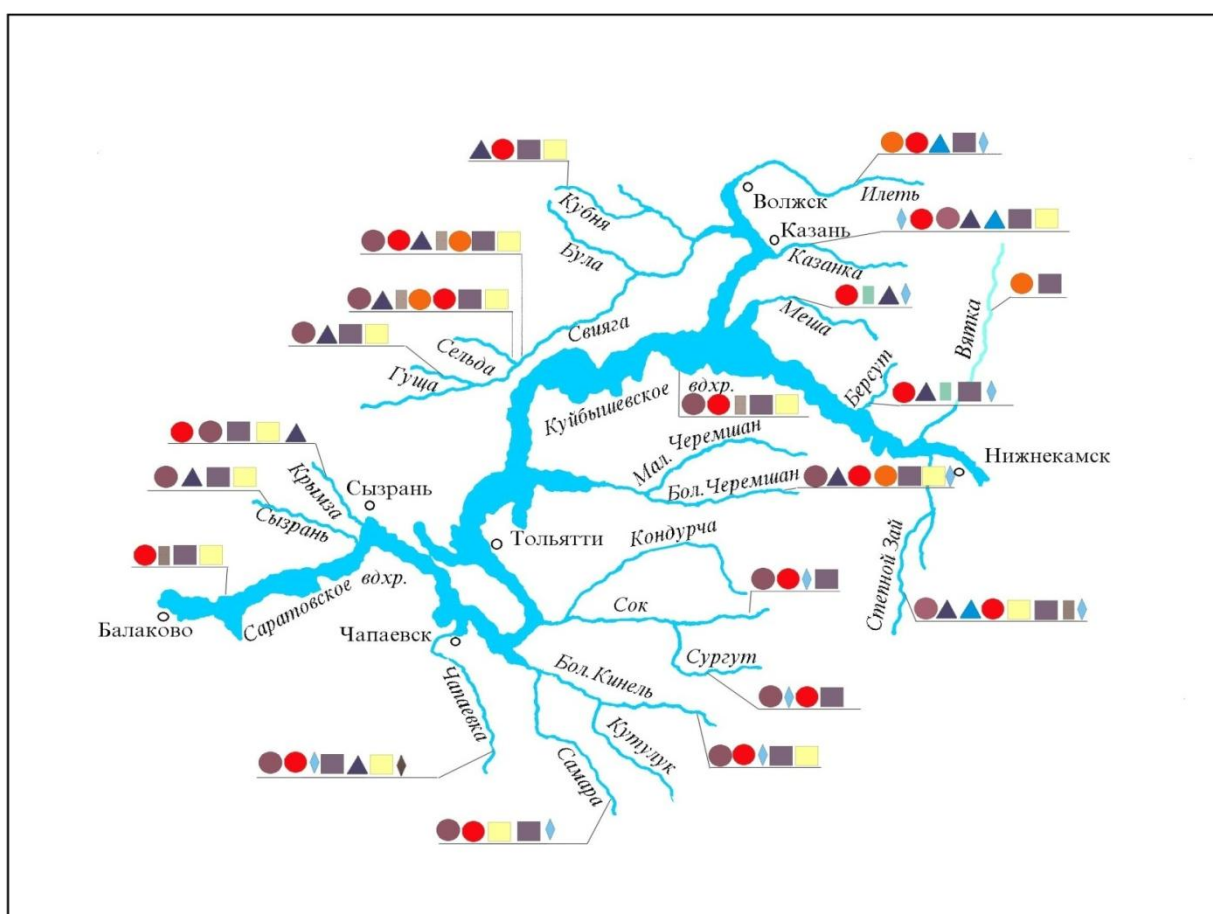 Волжск
Илеть
Кубня
Казань
Казанка
Була
Меша
Вятка
Свияга
Сельда
Гуща
Берсут
Куйбышевское вдхр.
Мал. Черемшан
Нижнекамск
Бол. Черемшан
Крымза
Сызрань
Сызрань
Тольятти
Кондурча
Степной Зай
Саратовское вдхр.
Сок
Балаково
Чапаевск
Сургут
Бол. Кинель
Чапаевка
Кутулук
Самара